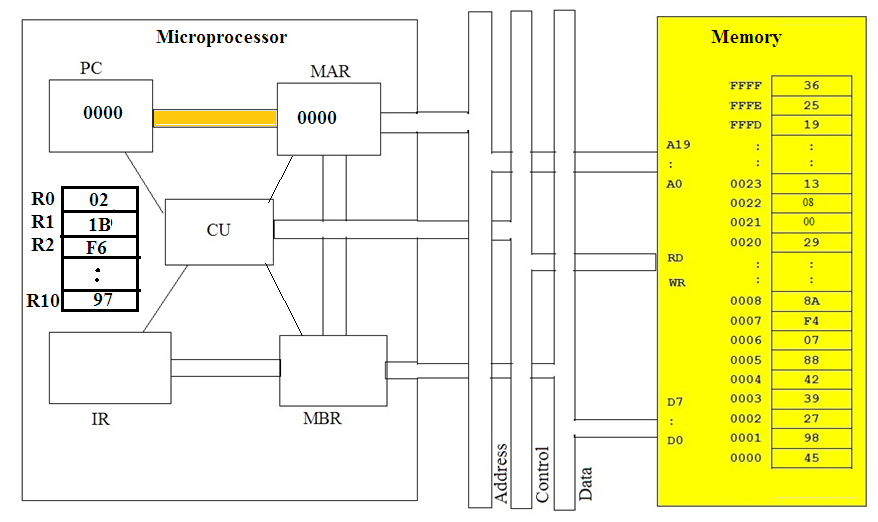 Microprocessor
PC
0000
MAR
0000
R0 02
R1 1B
R2 F6
:
R10 97
CU
IR
MBR
Address
Control
Data
Memory
FFFF 36
FFFE 25
FFFD 19
A19 : :
: : :
A0 0023 13
0022 08
0021 00
0020 29
RD : :
WR : :
0008 8A
0007 F4
0006 07
0005 88
0004 42
D7 0003 39
: 0002 27
D0 0001 98
0000 45